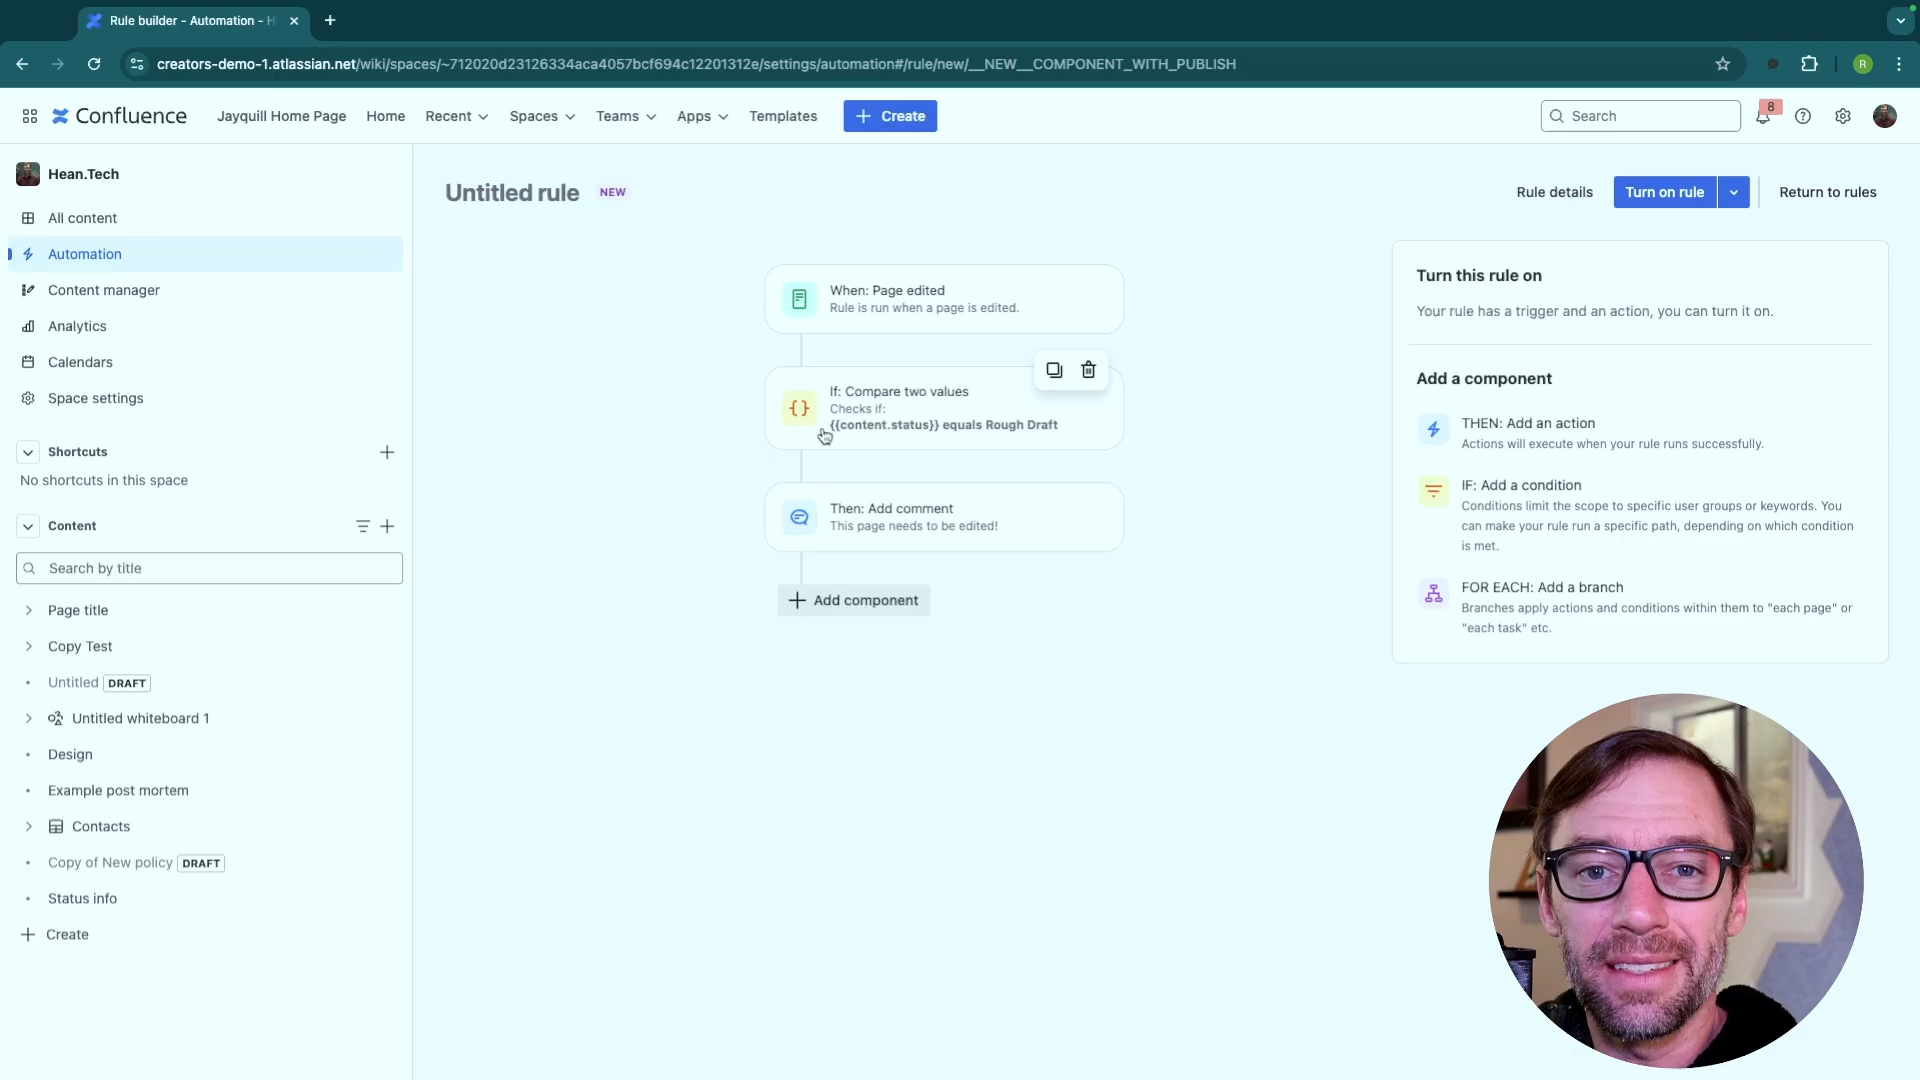 Rule builder - Automation - H
creators-demo-1.atlassian.net/wiki/spaces/~712020d23126334aca4057bcf694c12201312e/settings/automation#/rule/new/__NEW__COMPONENT_WITH_PUBLISH
R
Confluence
Jayquill Home Page
Home
Recent
Spaces
Teams
Apps
Templates
Create
Search
8
Hean.Tech
All content
Automation
Content manager
Analytics
Calendars
Space settings
Shortcuts
No shortcuts in this space
Content
Search by title
Page title
Copy Test
Untitled DRAFT
Untitled whiteboard 1
Design
Example post mortem
Contacts
Copy of New policy DRAFT
Status info
Create
Untitled rule NEW
Rule details
Turn on rule
Return to rules
When: Page edited
Rule is run when a page is edited.
If: Compare two values
Checks if:
{{content.status}} equals Rough Draft
Then: Add comment
This page needs to be edited!
Add component
Turn this rule on
Your rule has a trigger and an action, you can turn it on.
Add a component
THEN: Add an action
Actions will execute when your rule runs successfully.
IF: Add a condition
Conditions limit the scope to specific user groups or keywords. You
can make your rule run a specific path, depending on which condition
is met.
FOR EACH: Add a branch
Branches apply actions and conditions within them to "each page" or
"each task" etc.